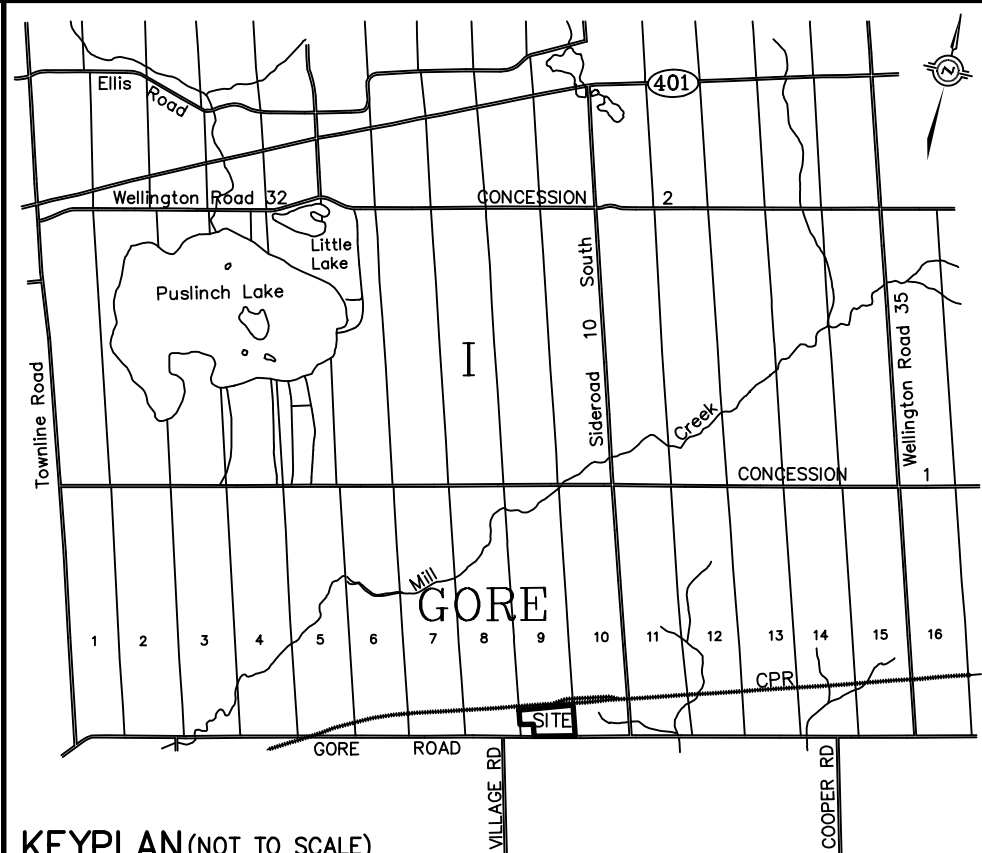 401
N
Ellis Road
Wellington Road 32
CONCESSION 2
Little
Lake
Puslinch Lake
Sideroad 10 South
I
Townline Road
Wellington Road 35
Creek
CONCESSION 1
Mill
GORE
1 2 3 4 5 6 7 8 9 10 11 12 13 14 15 16
CPR
SITE
GORE ROAD
VILLAGE RD
COOPER RD
KEYPLAN (NOT TO SCALE)